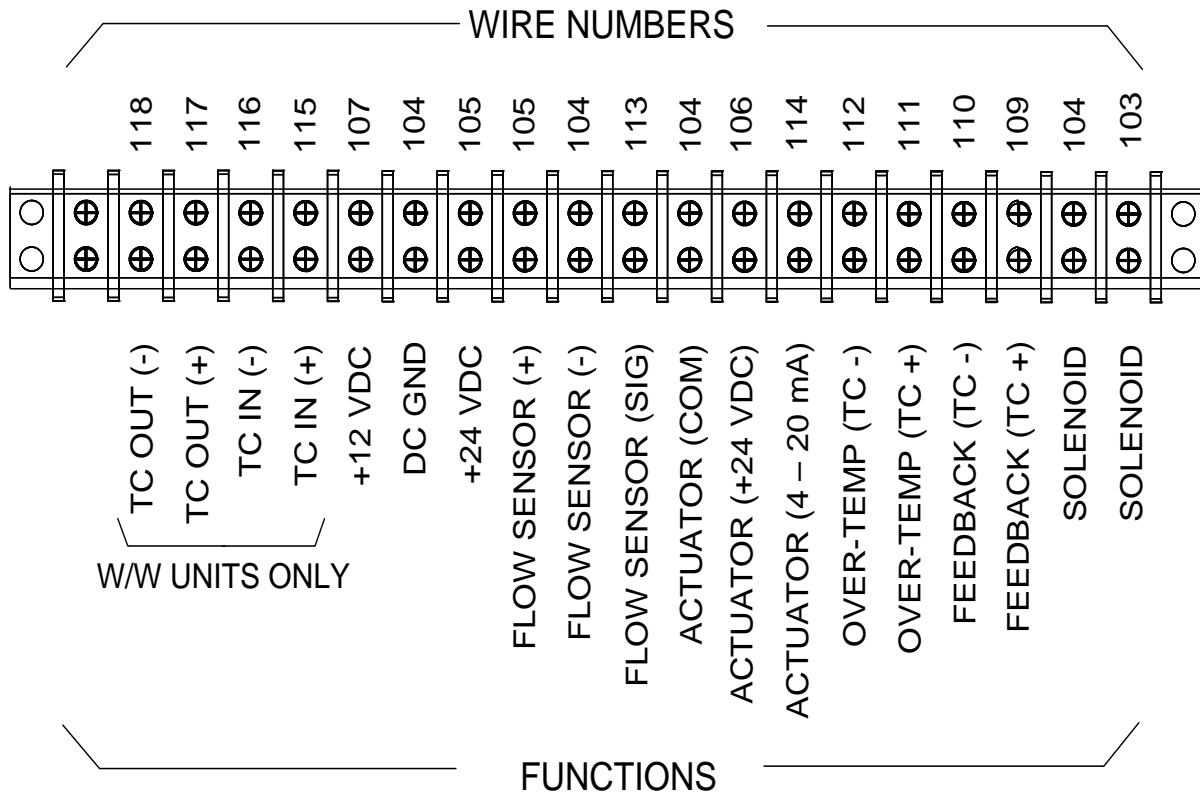 WIRE NUMBERS
118
117
116
115
107
104
105
105
104
113
104
106
114
112
111
110
109
104
103
TC OUT (-)
TC OUT (+)
TC IN (-)
TC IN (+)
+12 VDC
DC GND
+24 VDC
FLOW SENSOR (+)
FLOW SENSOR (-)
FLOW SENSOR (SIG)
ACTUATOR (COM)
ACTUATOR (+24 VDC)
ACTUATOR (4 – 20 mA)
OVER-TEMP (TC -)
OVER-TEMP (TC +)
FEEDBACK (TC -)
FEEDBACK (TC +)
SOLENOID
SOLENOID
W/W UNITS ONLY
FUNCTIONS